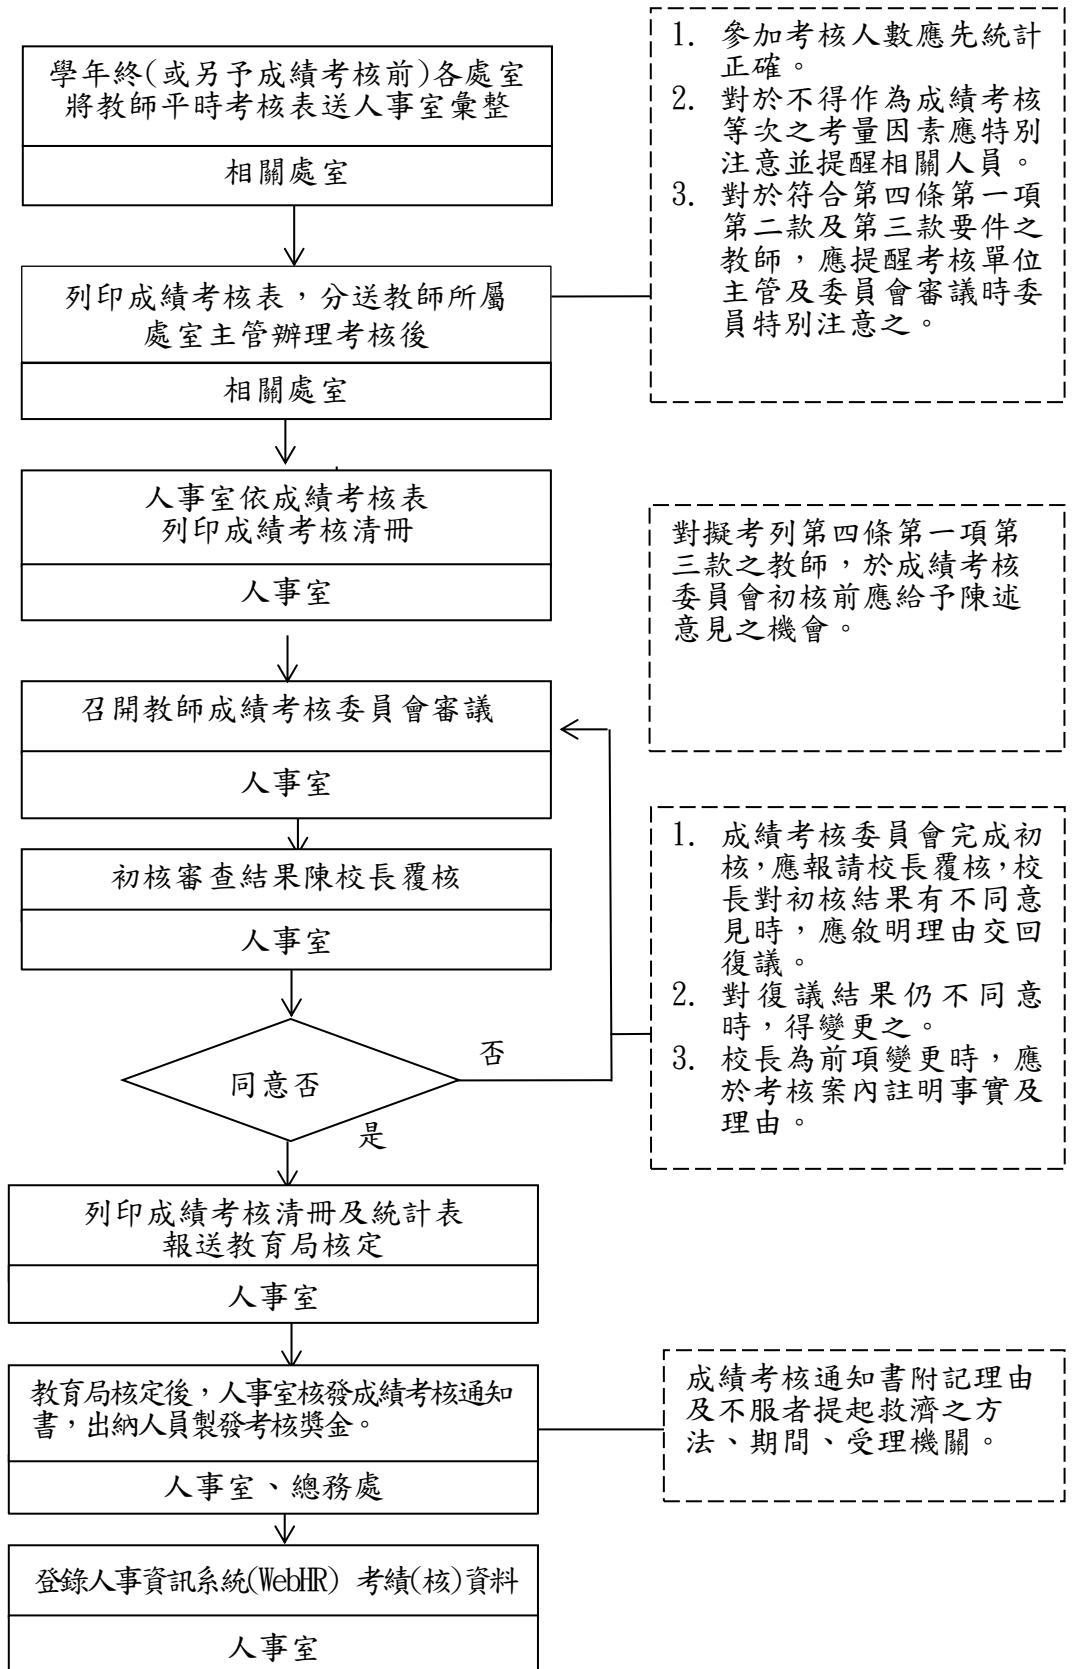 學年終(或另予成績考核前)各處室
將教師平時考核表送人事室彙整
相關處室
1. 參加考核人數應先統計
正確。
2. 對於不得作為成績考核
等次之考量因素應特別
注意並提醒相關人員。
3. 對於符合第四條第一項
第二款及第三款要件之
教師，應提醒考核單位
主管及委員會審議時委
員特別注意之。
列印成績考核表，分送教師所屬
處室主管辦理考核後
相關處室
人事室依成績考核表
列印成績考核清冊
人事室
對擬考列第四條第一項第
三款之教師，於成績考核
委員會初核前應給予陳述
意見之機會。
召開教師成績考核委員會審議
人事室
初核審查結果陳校長覆核
人事室
1. 成績考核委員會完成初
核，應報請校長覆核，校
長對初核結果有不同意
見時，應敘明理由交回
復議。
2. 對復議結果仍不同意
時，得變更之。
3. 校長為前項變更時，應
於考核案內註明事實及
理由。
同意否
否
是
列印成績考核清冊及統計表
報送教育局核定
人事室
教育局核定後，人事室核發成績考核通知
書，出納人員製發考核獎金。
人事室、總務處
成績考核通知書附記理由
及不服者提起救濟之方
法、期間、受理機關。
登錄人事資訊系統(WebHR) 考績(核)資料
人事室